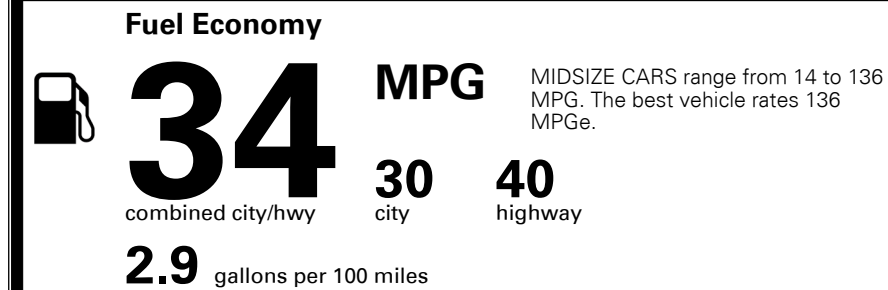 Fuel Economy
34 MPG
MIDSIZE CARS range from 14 to 136
MPG. The best vehicle rates 136
MPGe.
30 40
combined city/hwy city highway
2.9 gallons per 100 miles